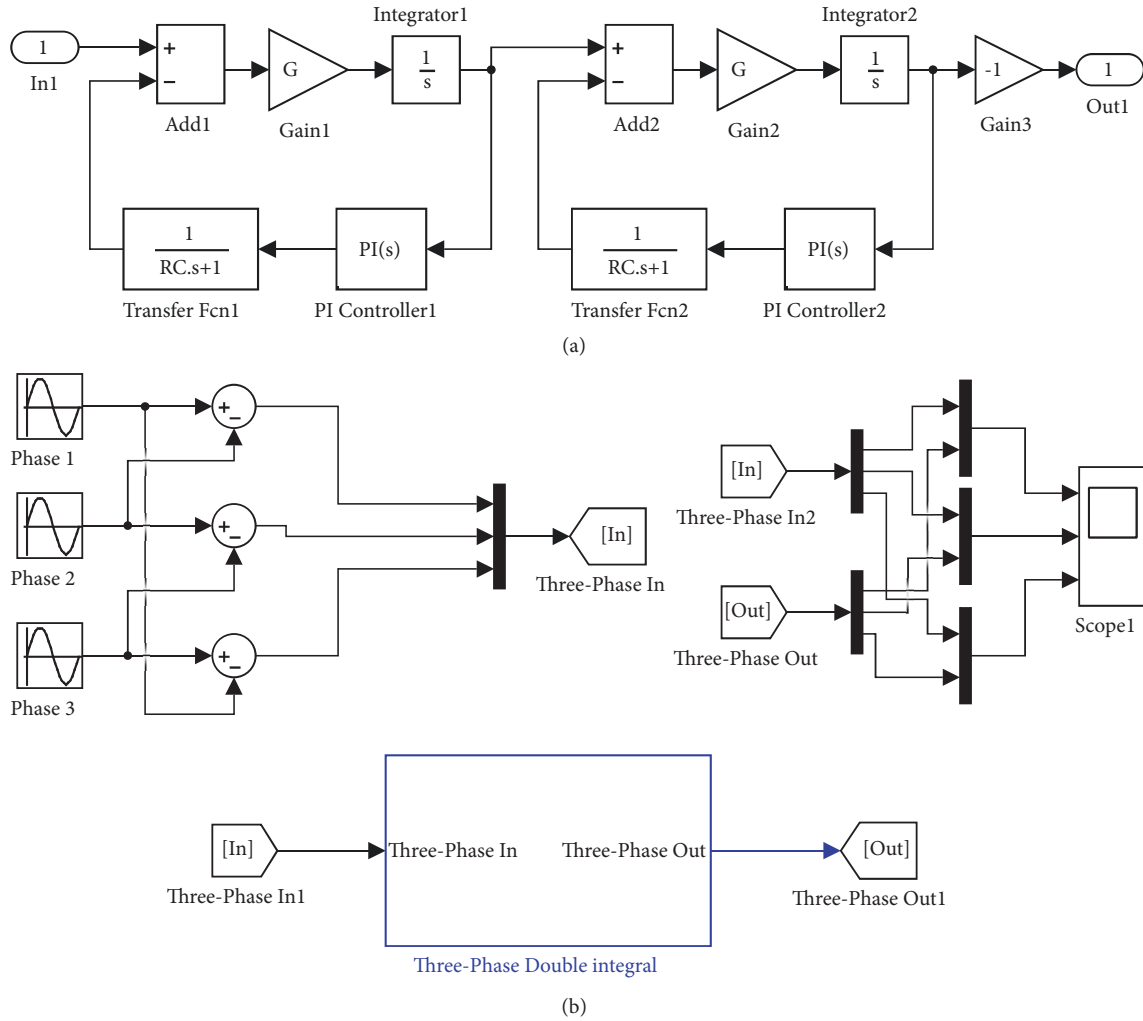 Integrator1
Integrator2
1
+
−
G
1
s
+
−
G
1
s
-1
1
In1
Add1
Gain1
Add2
Gain2
Gain3
Out1
1
RC.s+1
PI(s)
1
RC.s+1
PI(s)
Transfer Fcn1
PI Controller1
Transfer Fcn2
PI Controller2
(a)
+
−
Phase 1
[In]
Three-Phase In2
+
−
[In]
Phase 2
Three-Phase In
[Out]
Three-Phase Out
Scope1
+
−
Phase 3
[In]
Three-Phase In
Three-Phase Out
[Out]
Three-Phase In1
Three-Phase Out1
Three-Phase Double integral
(b)